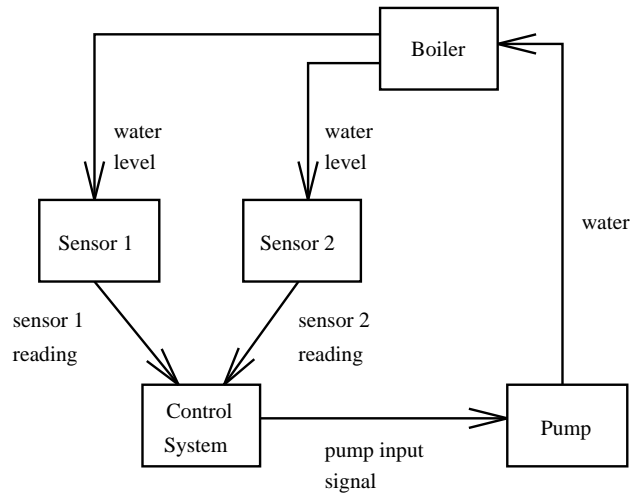 Boiler
water
level
water
level
Sensor 1
Sensor 2
water
sensor 1
reading
sensor 2
reading
Control
System
pump input
signal
Pump